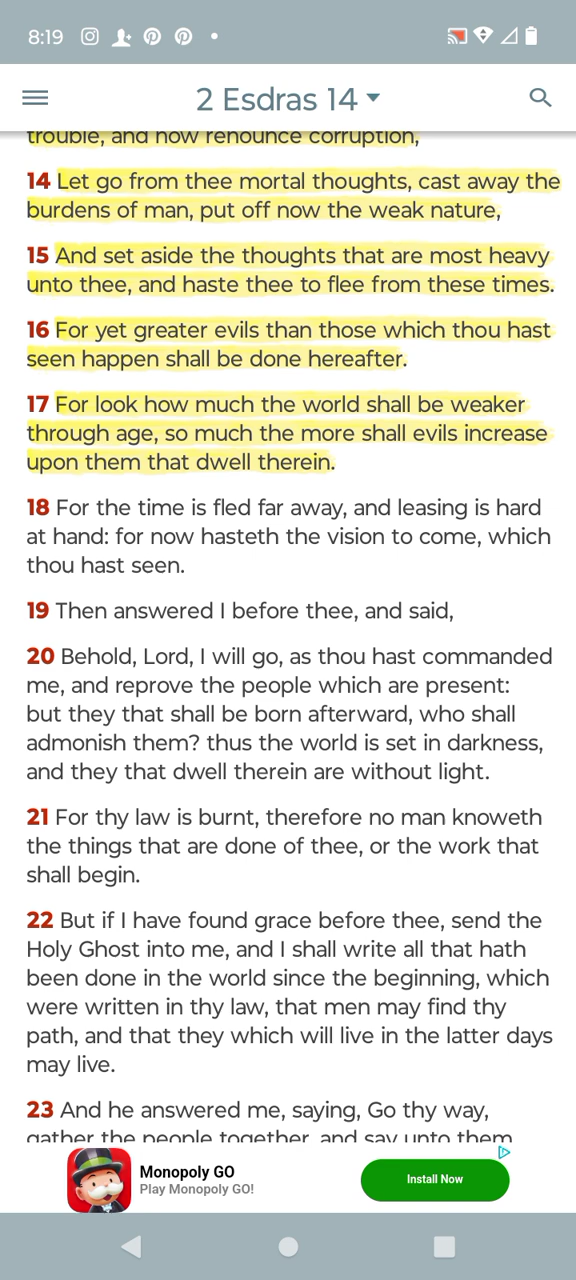 8:19
2 Esdras 14
trouble, and now renounce corruption,
14 Let go from thee mortal thoughts, cast away the
burdens of man, put off now the weak nature,
15 And set aside the thoughts that are most heavy
unto thee, and haste thee to flee from these times.
16 For yet greater evils than those which thou hast
seen happen shall be done hereafter.
17 For look how much the world shall be weaker
through age, so much the more shall evils increase
upon them that dwell therein.
18 For the time is fled far away, and leasing is hard
at hand: for now hasteth the vision to come, which
thou hast seen.
19 Then answered I before thee, and said,
20 Behold, Lord, I will go, as thou hast commanded
me, and reprove the people which are present:
but they that shall be born afterward, who shall
admonish them? thus the world is set in darkness,
and they that dwell therein are without light.
21 For thy law is burnt, therefore no man knoweth
the things that are done of thee, or the work that
shall begin.
22 But if I have found grace before thee, send the
Holy Ghost into me, and I shall write all that hath
been done in the world since the beginning, which
were written in thy law, that men may find thy
path, and that they which will live in the latter days
may live.
23 And he answered me, saying, Go thy way,
gather the people together, and say unto them
Monopoly GO
Play Monopoly GO!
Install Now